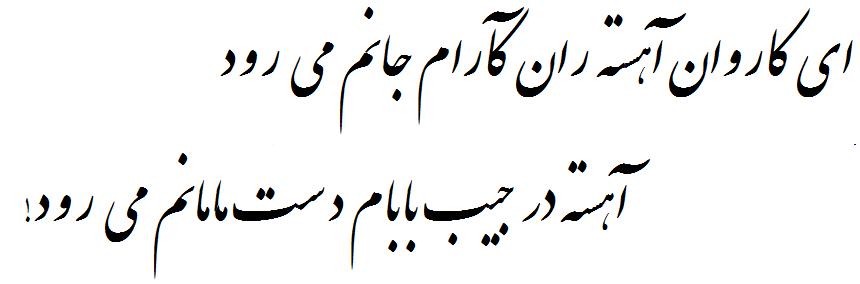 ای کاروان آهسته ران کآرام جانم می رود
آهسته در جیب بابام دست مامانم می رود!